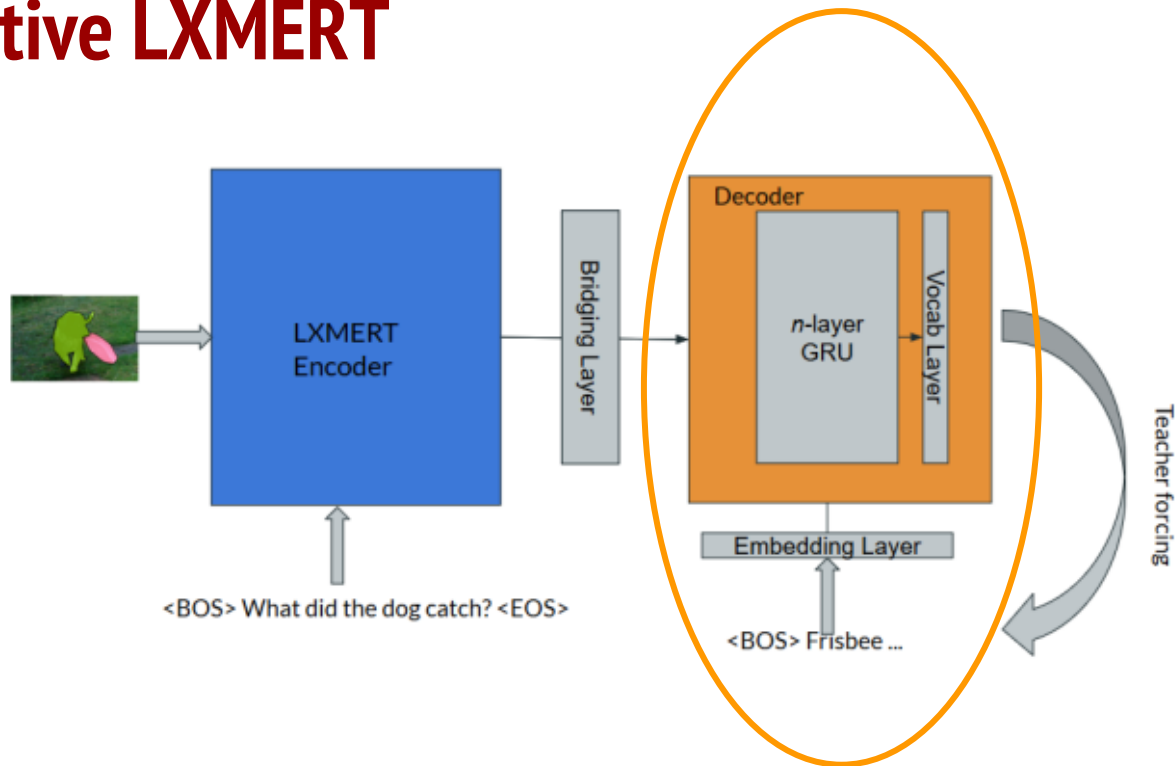 tive LXMERT
LXMERT
Encoder
Bridging Layer
Decoder
n-layer
GRU
Vocab Layer
Embedding Layer
<BOS> What did the dog catch? <EOS>
<BOS> Frisbee ...
Teacher forcing